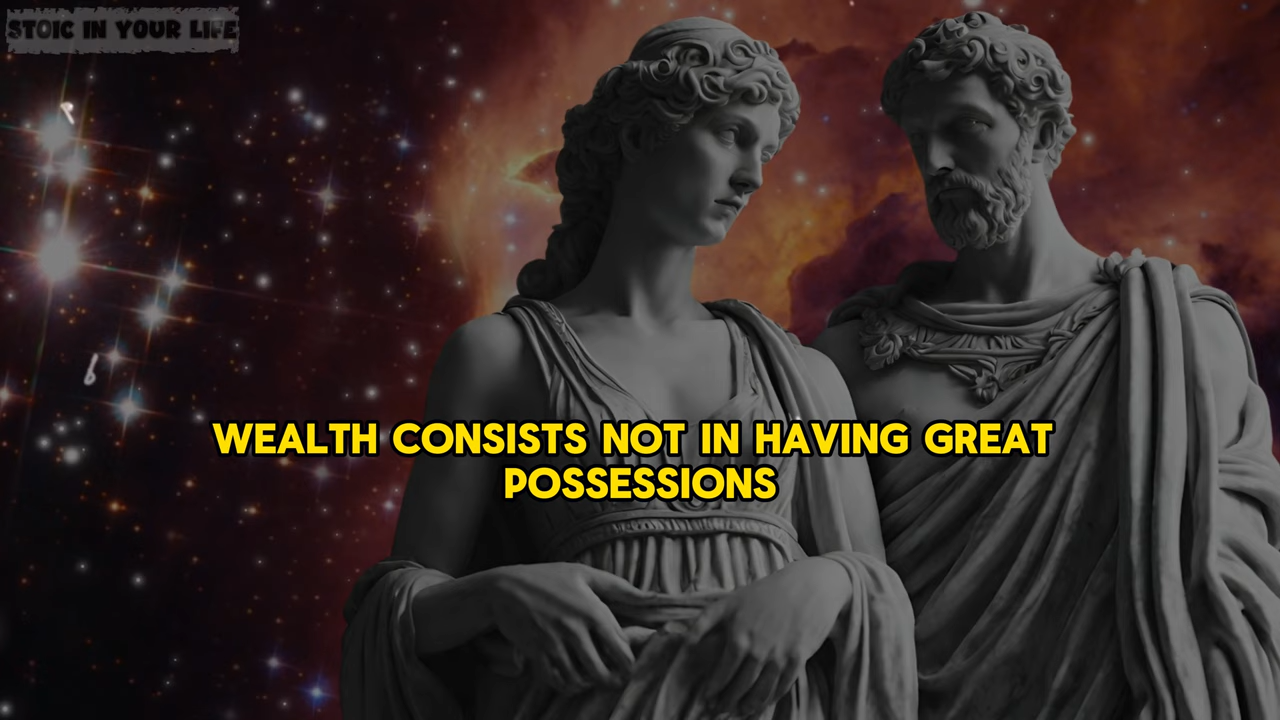 STOIC IN YOUR LIFE
WEALTH CONSISTS NOT IN HAVING GREAT
POSSESSIONS